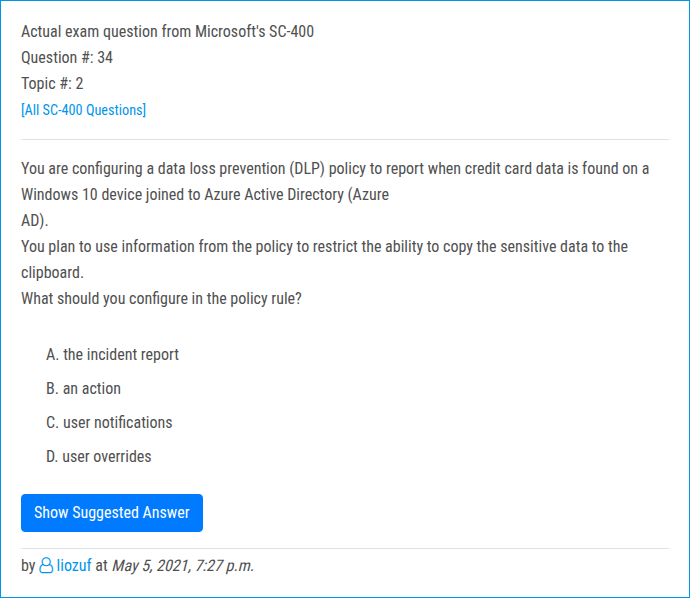 Actual exam question from Microsoft's SC-400
Question #: 34
Topic #: 2
[All SC-400 Questions]
You are configuring a data loss prevention (DLP) policy to report when credit card data is found on a
Windows 10 device joined to Azure Active Directory (Azure
AD).
You plan to use information from the policy to restrict the ability to copy the sensitive data to the
clipboard.
What should you configure in the policy rule?
A. the incident report
B. an action
C. user notifications
D. user overrides
Show Suggested Answer
by liozuf at May 5, 2021, 7:27 p.m.